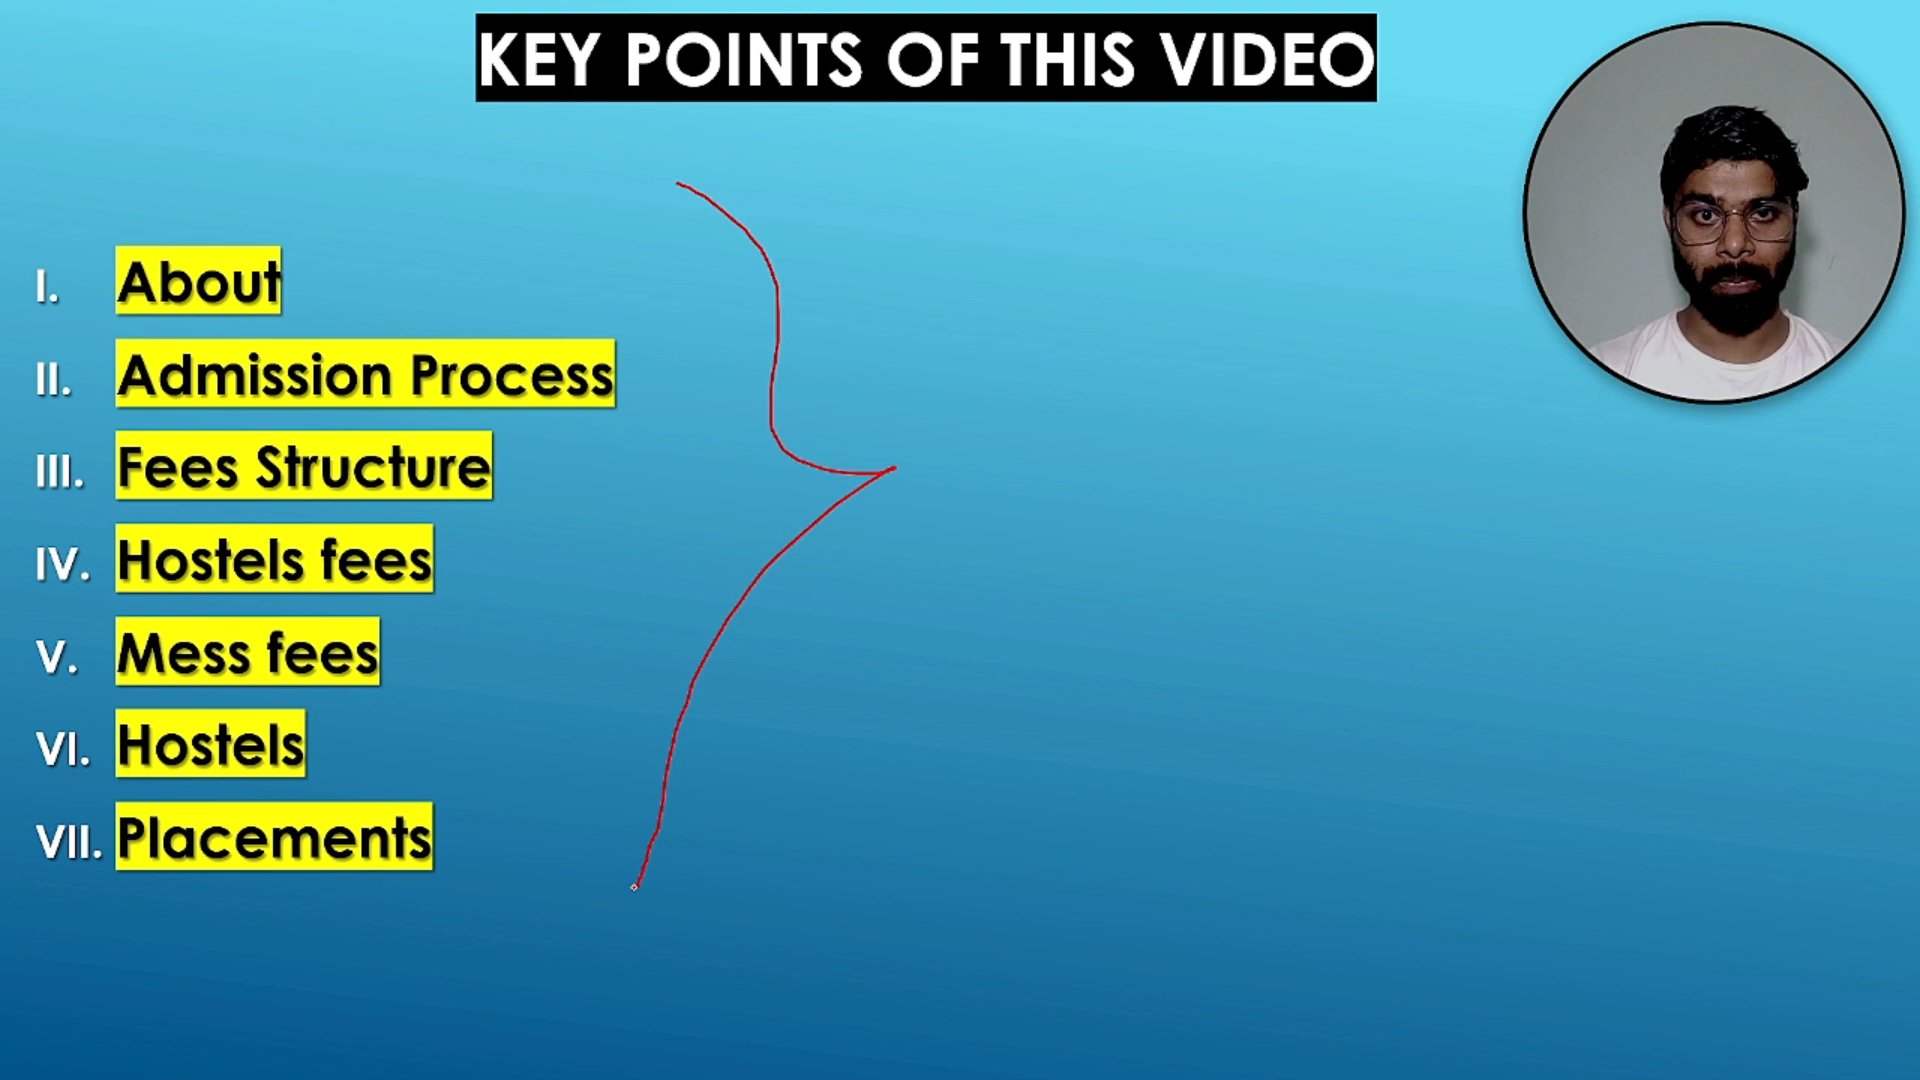 KEY POINTS OF THIS VIDEO
I. About
II. Admission Process
III. Fees Structure
IV. Hostels fees
V. Mess fees
VI. Hostels
VII. Placements